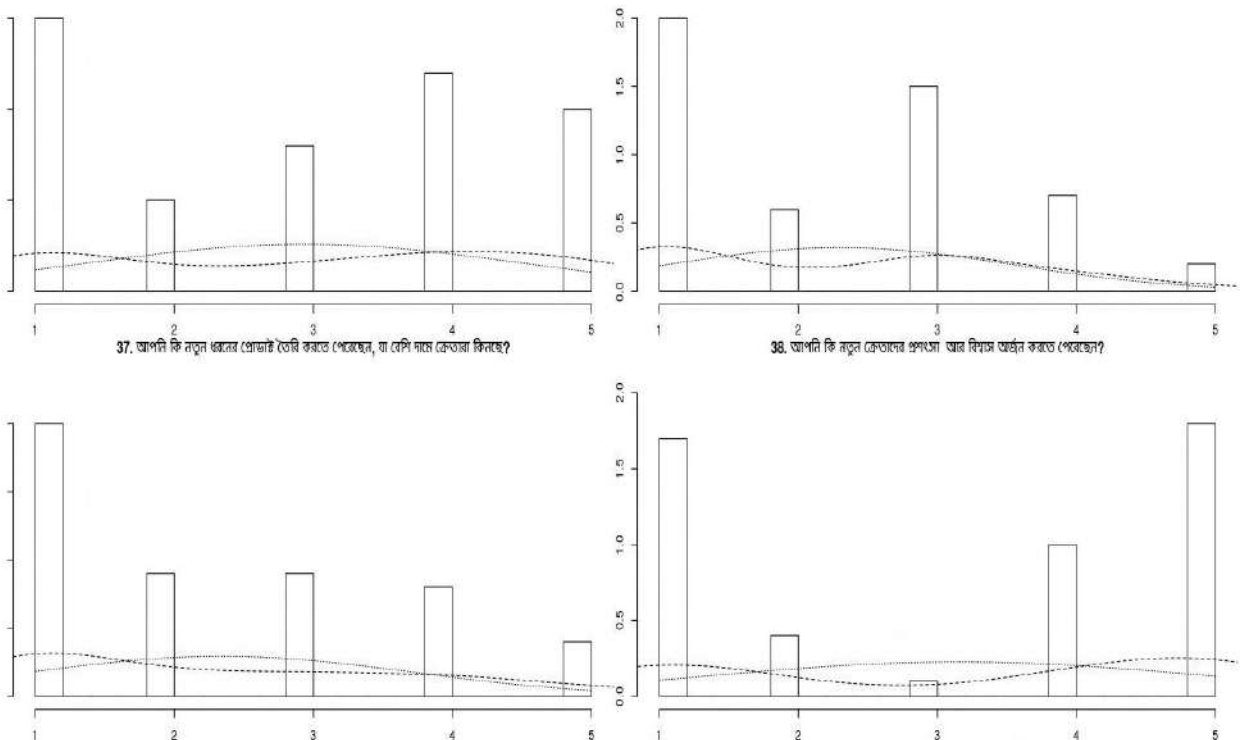 2.0
1.5
1.0
0.5
0.0
1 2 3 4 5
1 2 3 4 5
37. আপনি কি নতুন ধরনের প্রোডাক্ট তৈরি করতে পেরেছেন, যা বেশি দামে ক্রেতারা কিনছে?
38. আপনি কি নতুন ক্রেতাদের প্রশংসা আর বিশ্বাস অর্জন করতে পেরেছেন?
2.0
1.5
1.0
0.5
0.0
1 2 3 4 5
1 2 3 4 5